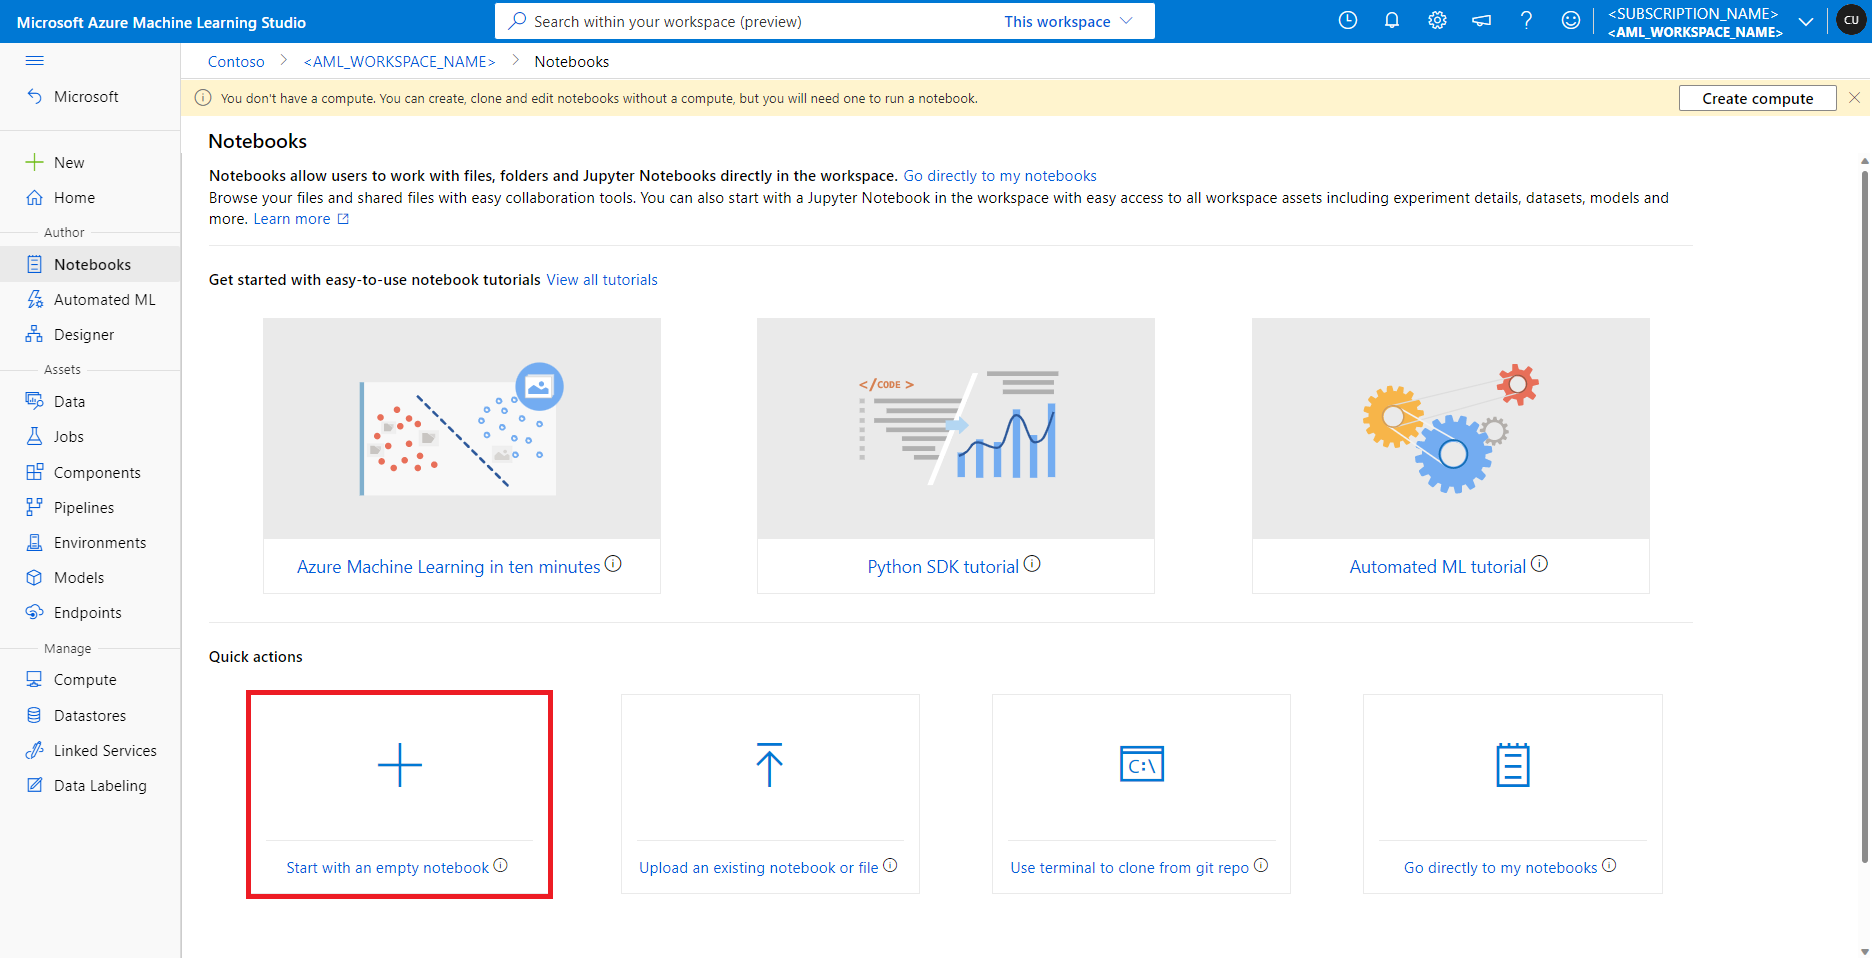 Microsoft Azure Machine Learning Studio
Search within your workspace (preview)
This workspace
<SUBSCRIPTION_NAME>
<AML_WORKSPACE_NAME>
CU
Microsoft
New
Home
Author
Notebooks
Automated ML
Designer
Assets
Data
Jobs
Components
Pipelines
Environments
Models
Endpoints
Manage
Compute
Datastores
Linked Services
Data Labeling
Contoso > <AML_WORKSPACE_NAME> > Notebooks
You don't have a compute. You can create, clone and edit notebooks without a compute, but you will need one to run a notebook.
Create compute
Notebooks
Notebooks allow users to work with files, folders and Jupyter Notebooks directly in the workspace. Go directly to my notebooks
Browse your files and shared files with easy collaboration tools. You can also start with a Jupyter Notebook in the workspace with easy access to all workspace assets including experiment details, datasets, models and
more. Learn more
Get started with easy-to-use notebook tutorials View all tutorials
</CODE >
Azure Machine Learning in ten minutes
Python SDK tutorial
Automated ML tutorial
Quick actions
C:\
Start with an empty notebook
Upload an existing notebook or file
Use terminal to clone from git repo
Go directly to my notebooks